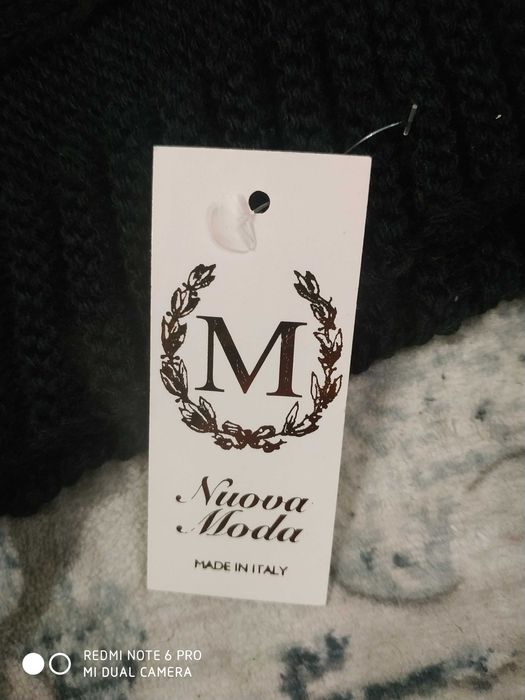 M
Nuova
Moda
MADE IN ITALY
REDMI NOTE 6 PRO
MI DUAL CAMERA